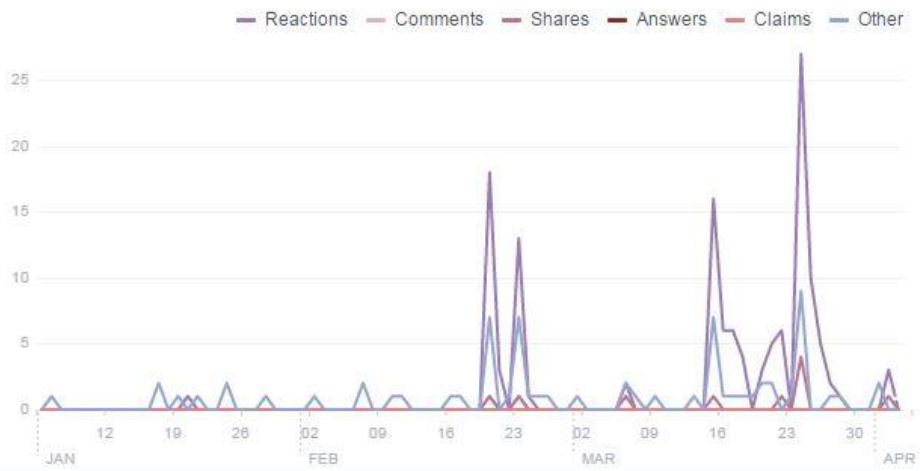 Reactions Comments Shares Answers Claims Other
25
20
15
10
5
0
12 19 26 02 09 16 23 02 09 16 23 30
JAN FEB MAR APR